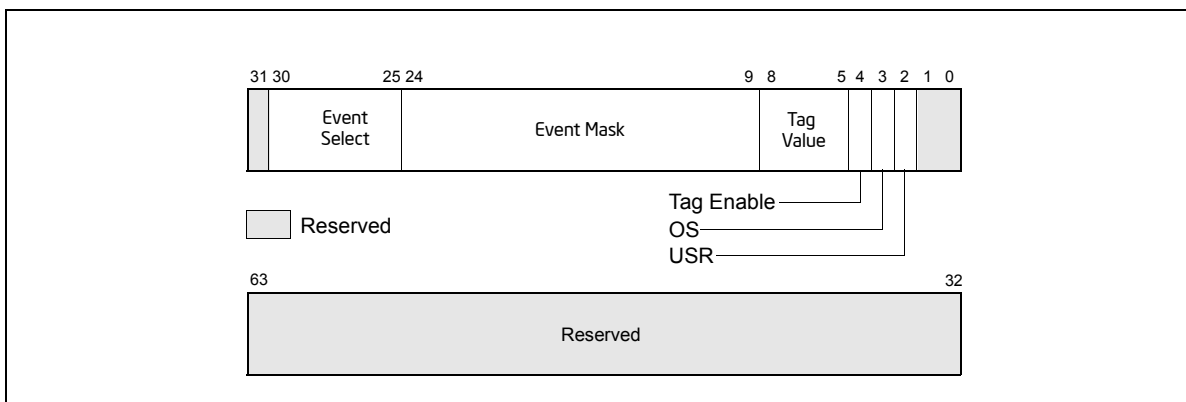 31 30 25 24 9 8 5 4 3 2 1 0
Event
Select
Event Mask
Tag
Value
Tag Enable
OS
USR
Reserved
63 32
Reserved